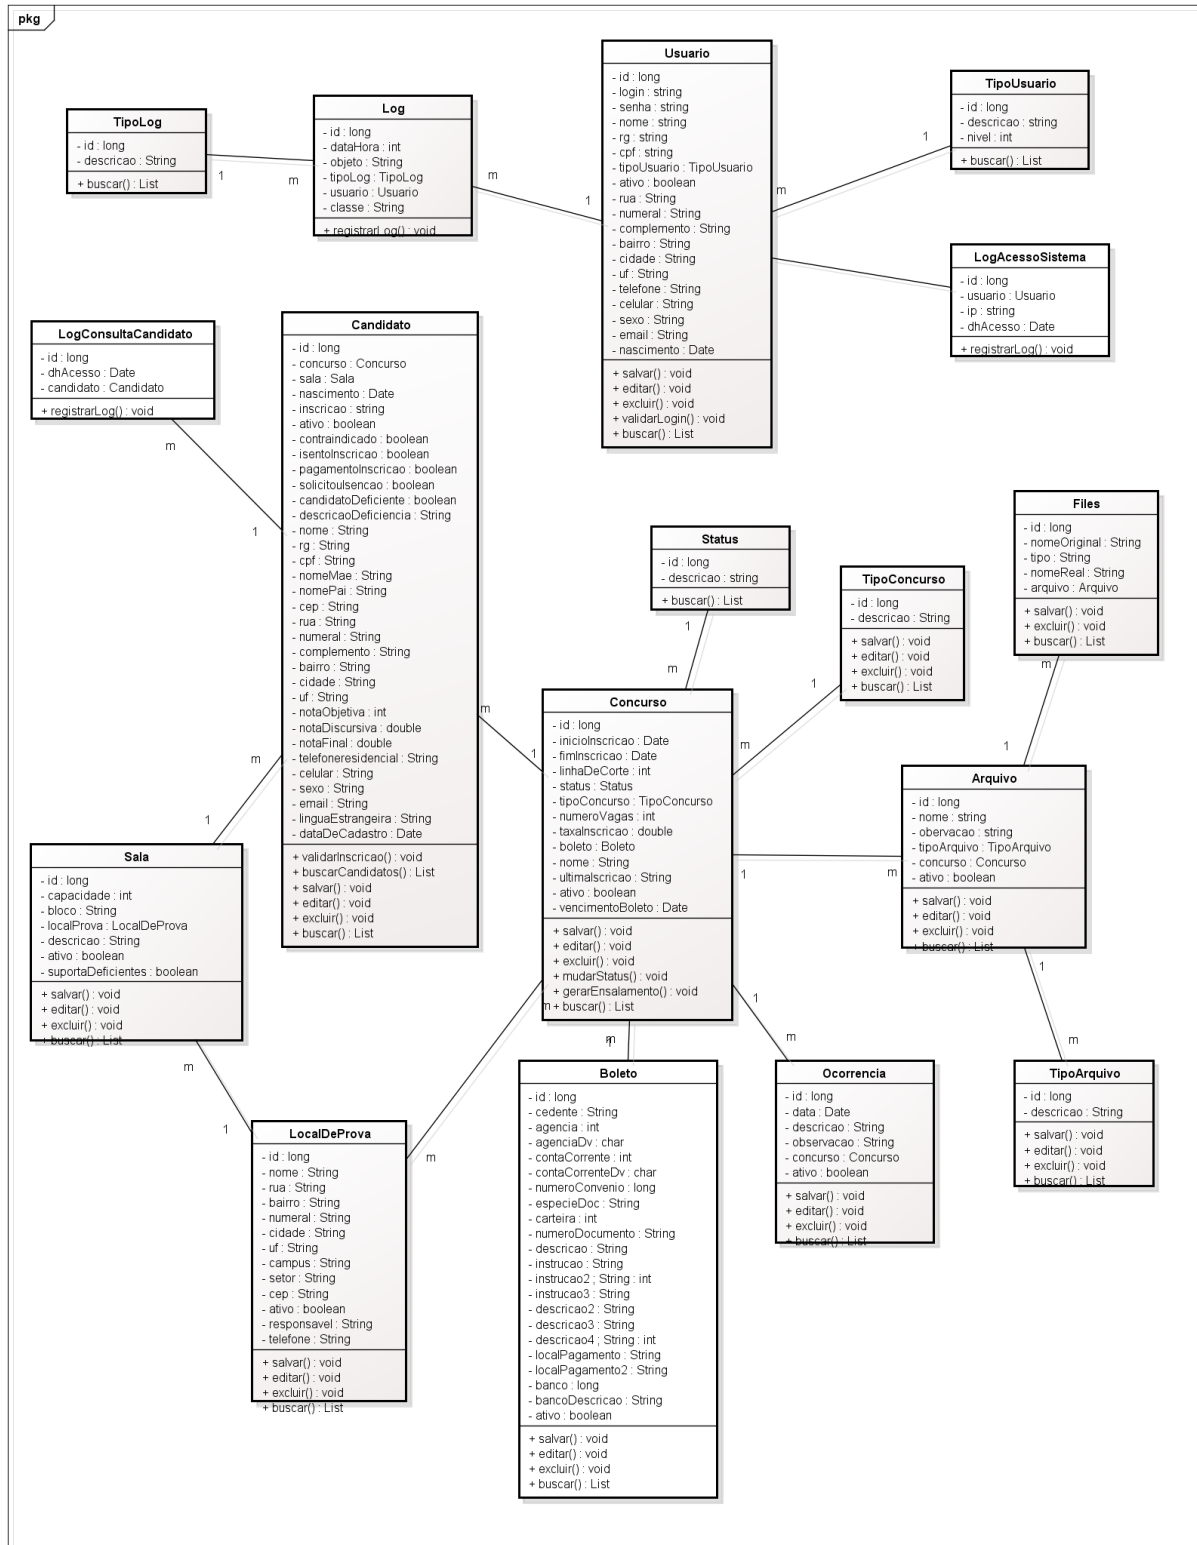 pkg
Usuario
- id : long
- login : string
- senha : string
- nome : string
- rg : string
- cpf : string
- tipoUsuario : TipoUsuario
- ativo : boolean
- rua : String
- numeral : String
- complemento : String
- bairro : String
- cidade : String
- uf : String
- telefone : String
- celular : String
- sexo : String
- email : String
- nascimento : Date
+ salvar() : void
+ editar() : void
+ excluir() : void
+ validarLogin() : void
+ buscar() : List
TipoUsuario
- id : long
- descricao : string
- nivel : int
+ buscar() : List
Log
- id : long
- dataHora : int
- objeto : String
- tipoLog : TipoLog
- usuario : Usuario
- classe : String
+ registrarLog() : void
TipoLog
- id : long
- descricao : String
+ buscar() : List
1
m
m
1
1
m
LogAcessoSistema
- id : long
- usuario : Usuario
- ip : string
- dhAcesso : Date
+ registrarLog() : void
LogConsultaCandidato
- id : long
- dhAcesso : Date
- candidato : Candidato
+ registrarLog() : void
m
1
Candidato
- id : long
- concurso : Concurso
- sala : Sala
- nascimento : Date
- inscricao : string
- ativo : boolean
- contraindicado : boolean
- isentoInscricao : boolean
- pagamentoInscricao : boolean
- solicitouIsencao : boolean
- candidatoDeficiente : boolean
- descricaoDeficiencia : String
- nome : String
- rg : String
- cpf : String
- nomeMae : String
- nomePai : String
- cep : String
- rua : String
- numeral : String
- complemento : String
- bairro : String
- cidade : String
- uf : String
- notaObjetiva : int
- notaDiscursiva : double
- notaFinal : double
- telefoneresidencial : String
- celular : String
- sexo : String
- email : String
- linguaEstrangeira : String
- dataDeCadastro : Date
+ validarInscricao() : void
+ buscarCandidatos() : List
+ salvar() : void
+ editar() : void
+ excluir() : void
+ buscar() : List
Status
- id : long
- descricao : string
+ buscar() : List
1
m
TipoConcurso
- id : long
- descricao : String
+ salvar() : void
+ editar() : void
+ excluir() : void
+ buscar() : List
1
m
Files
- id : long
- nomeOriginal : String
- tipo : String
- nomeReal : String
- arquivo : Arquivo
+ salvar() : void
+ excluir() : void
+ buscar() : List
m
1
Concurso
- id : long
- inicioInscricao : Date
- fimInscricao : Date
- linhaDeCorte : int
- status : Status
- tipoConcurso : TipoConcurso
- numeroVagas : int
- taxaInscricao : double
- boleto : Boleto
- nome : String
- ultimaIscricao : String
- ativo : boolean
- vencimentoBoleto : Date
+ salvar() : void
+ editar() : void
+ excluir() : void
+ mudarStatus() : void
+ gerarEnsalamento() : void
+ buscar() : List
m
1
Arquivo
- id : long
- nome : string
- obervacao : string
- tipoArquivo : TipoArquivo
- concurso : Concurso
- ativo : boolean
+ salvar() : void
+ editar() : void
+ excluir() : void
+ buscar() : List
1
m
m
1
Sala
- id : long
- capacidade : int
- bloco : String
- localProva : LocalDeProva
- descricao : String
- ativo : boolean
- suportaDeficientes : boolean
+ salvar() : void
+ editar() : void
+ excluir() : void
+ buscar() : List
m
1
LocalDeProva
- id : long
- nome : String
- rua : String
- bairro : String
- numeral : String
- cidade : String
- uf : String
- campus : String
- setor : String
- cep : String
- ativo : boolean
- responsavel : String
- telefone : String
+ salvar() : void
+ editar() : void
+ excluir() : void
+ buscar() : List
m
m
m
1
Boleto
- id : long
- cedente : String
- agencia : int
- agenciaDv : char
- contaCorrente : int
- contaCorrenteDv : char
- numeroConvenio : long
- especieDoc : String
- carteira : int
- numeroDocumento : String
- descricao : String
- instrucao : String
- instrucao2 ; String : int
- instrucao3 : String
- descricao2 : String
- descricao3 : String
- descricao4 ; String : int
- localPagamento : String
- localPagamento2 : String
- banco : long
- bancoDescricao : String
- ativo : boolean
+ salvar() : void
+ editar() : void
+ excluir() : void
+ buscar() : List
1
m
Ocorrencia
- id : long
- data : Date
- descricao : String
- observacao : String
- concurso : Concurso
- ativo : boolean
+ salvar() : void
+ editar() : void
+ excluir() : void
+ buscar() : List
1
m
TipoArquivo
- id : long
- descricao : String
+ salvar() : void
+ editar() : void
+ excluir() : void
+ buscar() : List